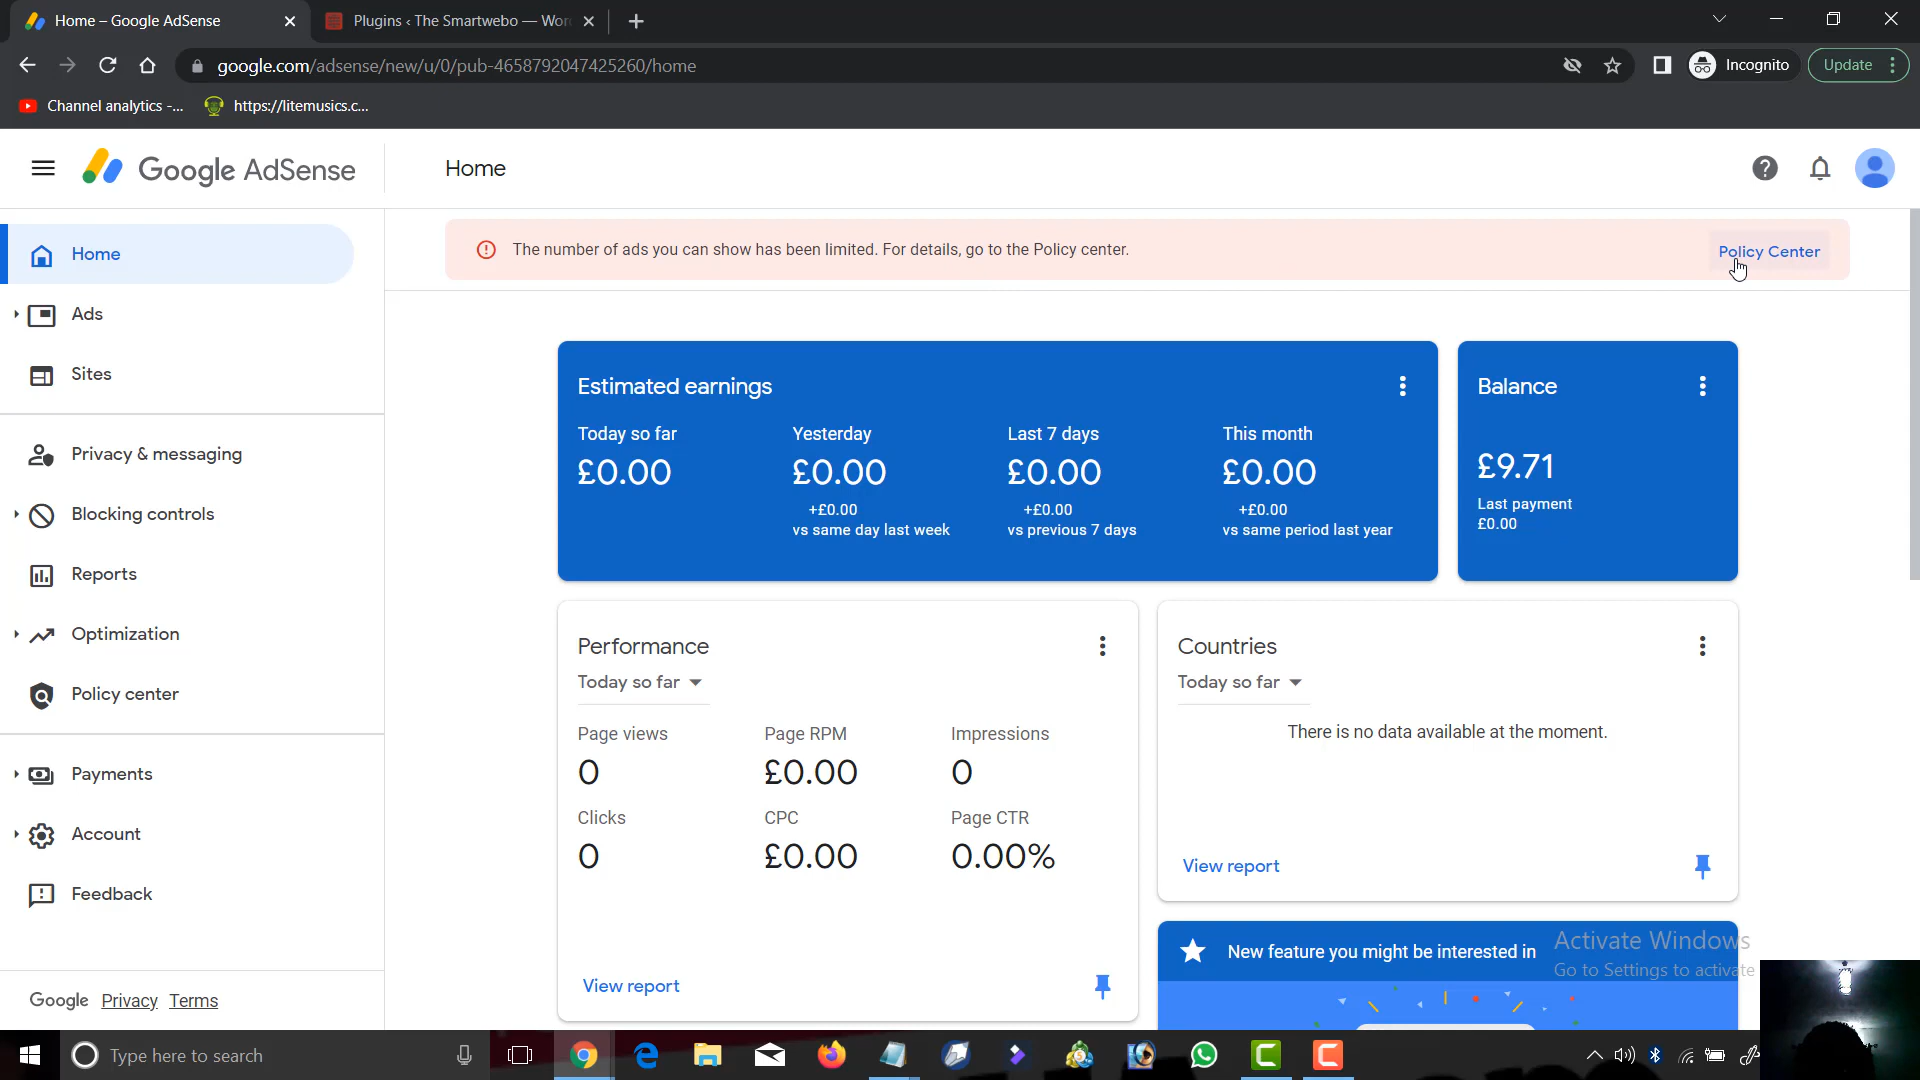 Home – Google AdSense
Plugins ‹ The Smartwebo — Wor
google.com/adsense/new/u/0/pub-4658792047425260/home
Incognito
Update
Channel analytics -...
https://litemusics.c...
Google AdSense
Home
Home
Ads
Sites
Privacy & messaging
Blocking controls
Reports
Optimization
Policy center
Payments
Account
Feedback
Google Privacy Terms
The number of ads you can show has been limited. For details, go to the Policy center.
Policy Center
Estimated earnings
Today so far
£0.00
Yesterday
£0.00
+£0.00
vs same day last week
Last 7 days
£0.00
+£0.00
vs previous 7 days
This month
£0.00
+£0.00
vs same period last year
Balance
£9.71
Last payment
£0.00
Performance
Today so far
Page views
0
Page RPM
£0.00
Impressions
0
Clicks
0
CPC
£0.00
Page CTR
0.00%
View report
Countries
Today so far
There is no data available at the moment.
View report
New feature you might be interested in
Activate Windows
Go to Settings to activate
Type here to search